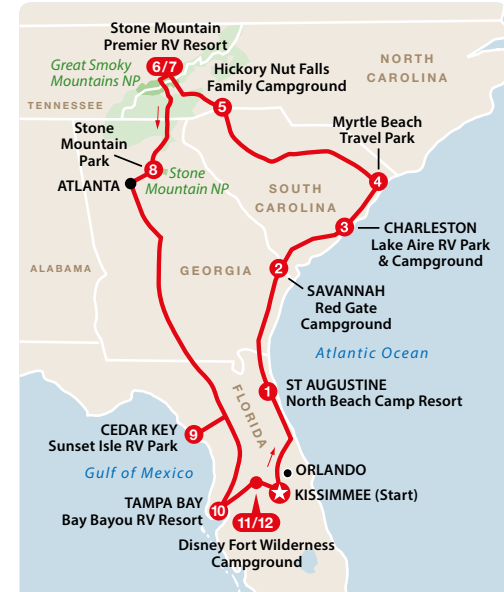 Stone Mountain
Premier RV Resort
Great Smoky
Mountains NP
6/7
NORTH
CAROLINA
Hickory Nut Falls
Family Campground
TENNESSEE
5
Myrtle Beach
Travel Park
Stone
Mountain
Park
8
Stone
Mountain NP
4
ATLANTA
SOUTH
CAROLINA
3
CHARLESTON
Lake Aire RV Park
& Campground
ALABAMA
GEORGIA
2
SAVANNAH
Red Gate
Campground
Atlantic Ocean
1
ST AUGUSTINE
North Beach Camp Resort
FLORIDA
CEDAR KEY
Sunset Isle RV Park
9
Gulf of Mexico
ORLANDO
KISSIMMEE (Start)
TAMPA BAY
Bay Bayou RV Resort
10
11/12
Disney Fort Wilderness
Campground